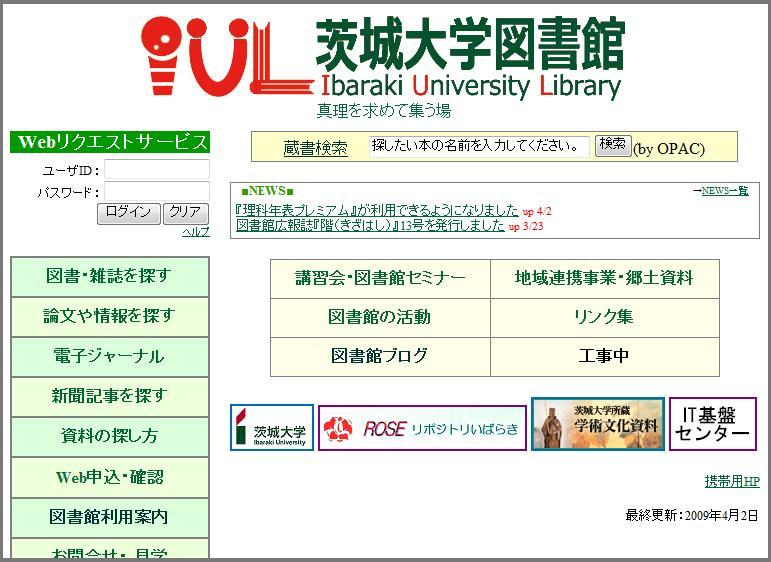 IUL 茨城大学図書館
Ibaraki University Library
真理を求めて集う場
Webリクエストサービス
ユーザID：
パスワード：
ログイン クリア
ヘルプ
図書・雑誌を探す
論文や情報を探す
電子ジャーナル
新聞記事を探す
資料の探し方
Web申込・確認
図書館利用案内
お問合せ・見学
蔵書検索 探したい本の名前を入力してください。 検索 (by OPAC)
■NEWS■ →NEWS一覧
『理科年表プレミアム』が利用できるようになりました up 4/2
図書館広報誌『階（きざはし）』13号を発行しました up 3/23
講習会・図書館セミナー 地域連携事業・郷土資料
図書館の活動 リンク集
図書館ブログ 工事中
茨城大学
Ibaraki University
ROSE リポジトリいばらき
茨城大学所蔵
学術文化資料
IT基盤
センター
携帯用HP
最終更新：2009年4月2日